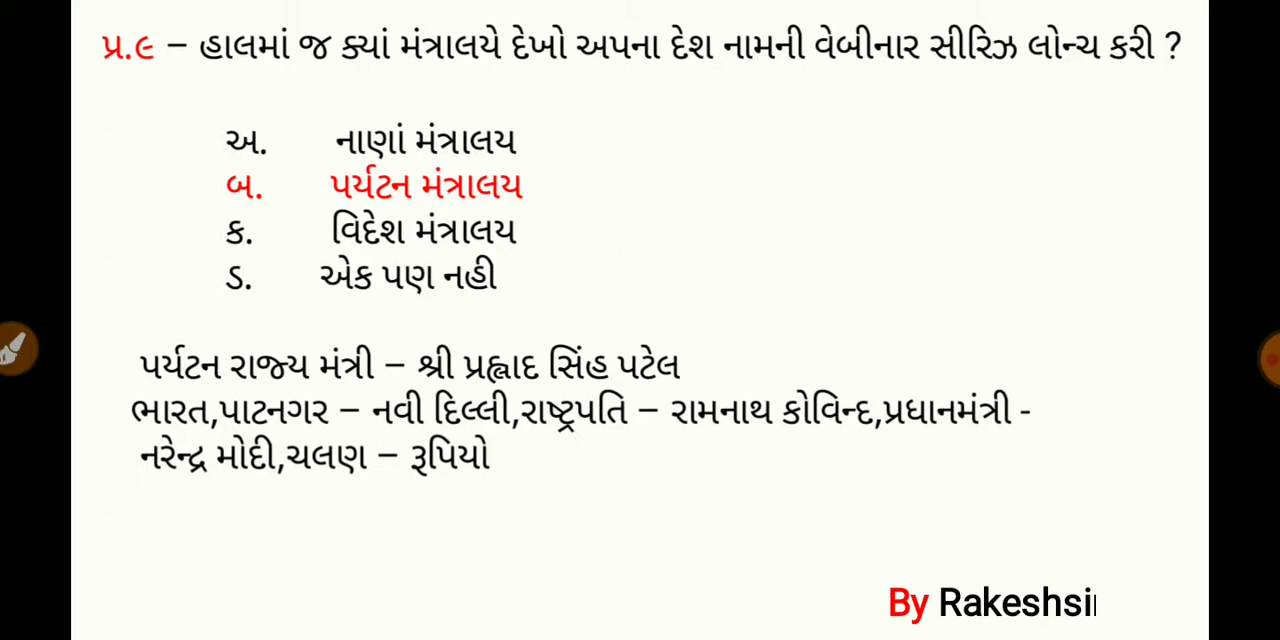 પ્ર.૯ – હાલમાં જ ક્યાં મંત્રાલયે દેખો અપના દેશ નામની વેબીનાર સીરિઝ લોન્ચ કરી ?
અ. નાણાં મંત્રાલય
બ. પર્યટન મંત્રાલય
ક. વિદેશ મંત્રાલય
ડ. એક પણ નહી
પર્યટન રાજ્ય મંત્રી – શ્રી પ્રહ્લાદ સિંહ પટેલ
ભારત,પાટનગર – નવી દિલ્લી,રાષ્ટ્રપતિ – રામનાથ કોવિન્દ,પ્રધાનમંત્રી -
નરેન્દ્ર મોદી,ચલણ – રૂપિયો
By